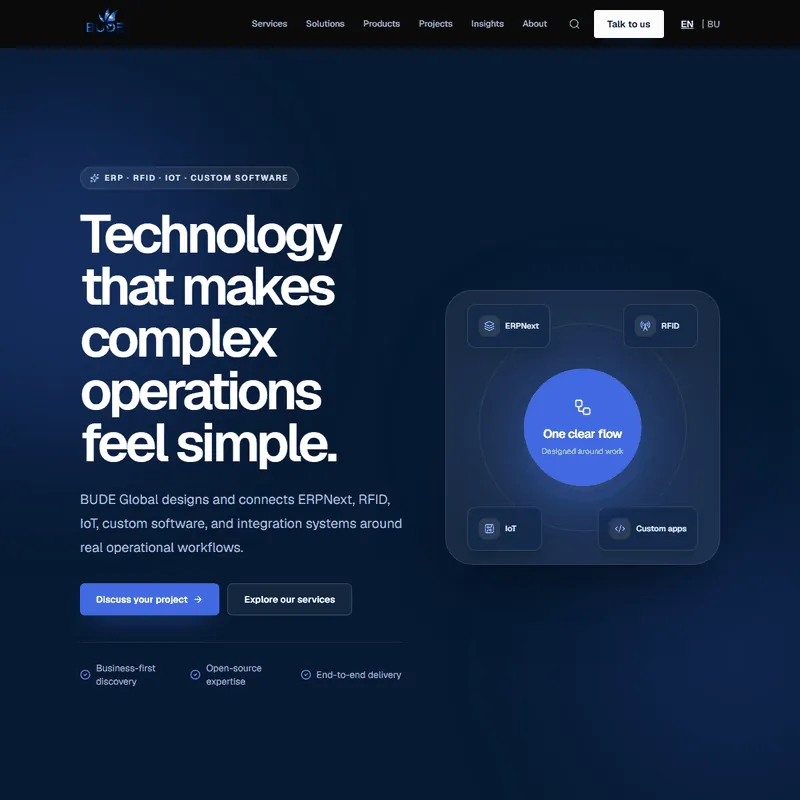 BUDE
Services
Solutions
Products
Projects
Insights
About
Talk to us
EN | BU
ERP · RFID · IOT · CUSTOM SOFTWARE
Technology
that makes
complex
operations
feel simple.
BUDE Global designs and connects ERPNext, RFID,
IoT, custom software, and integration systems around
real operational workflows.
Discuss your project
Explore our services
Business-first
discovery
Open-source
expertise
End-to-end delivery
ERPNext
RFID
One clear flow
Designed around work
IoT
Custom apps